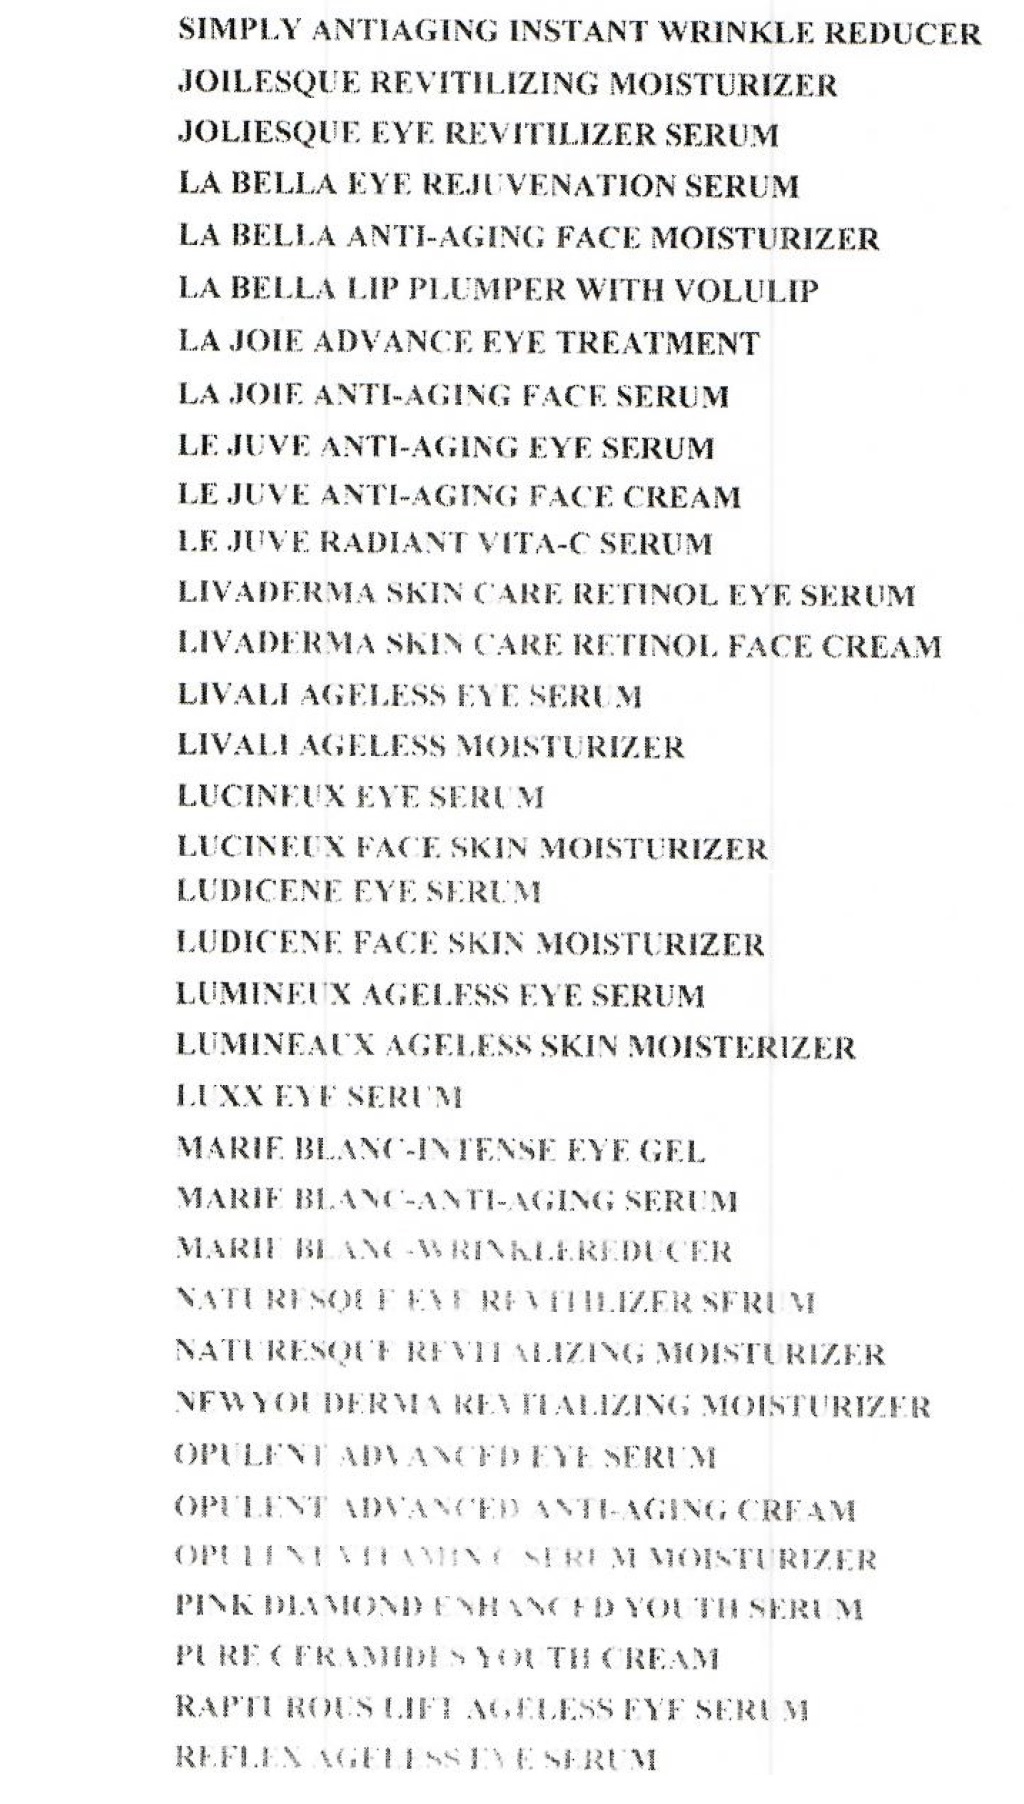 SIMPLY ANTIAGING INSTANT WRINKLE REDUCER
JOILESQUE REVITILIZING MOISTURIZER
JOLIESQUE EYE REVITILIZER SERUM
LA BELLA EYE REJUVENATION SERUM
LA BELLA ANTI-AGING FACE MOISTURIZER
LA BELLA LIP PLUMPER WITH VOLULIP
LA JOIE ADVANCE EYE TREATMENT
LA JOIE ANTI-AGING FACE SERUM
LE JUVE ANTI-AGING EYE SERUM
LE JUVE ANTI-AGING FACE CREAM
LE JUVE RADIANT VITA-C SERUM
LIVADERMA SKIN CARE RETINOL EYE SERUM
LIVADERMA SKIN CARE RETINOL FACE CREAM
LIVALI AGELESS EYE SERUM
LIVALI AGELESS MOISTURIZER
LUCINEUX EYE SERUM
LUCINEUX FACE SKIN MOISTURIZER
LUDICENE EYE SERUM
LUDICENE FACE SKIN MOISTURIZER
LUMINEUX AGELESS EYE SERUM
LUMINEAUX AGELESS SKIN MOISTERIZER
LUXX EYE SERUM
MARIE BLANC-INTENSE EYE GEL
MARIE BLANC-ANTI-AGING SERUM
MARIE BLANC-WRINKLEREDUCER
NATURESQUE EYE REVITILIZER SERUM
NATURESQUE REVITALIZING MOISTURIZER
NEWYOUDERMA REVITALIZING MOISTURIZER
OPULENT ADVANCED EYE SERUM
OPULENT ADVANCED ANTI-AGING CREAM
OPULENT VITAMIN C SERUM MOISTURIZER
PINK DIAMOND ENHANCED YOUTH SERUM
PURE CERAMIDES YOUTH CREAM
RAPTUROUS LIFT AGELESS EYE SERUM
REFLEX AGELESS EYE SERUM